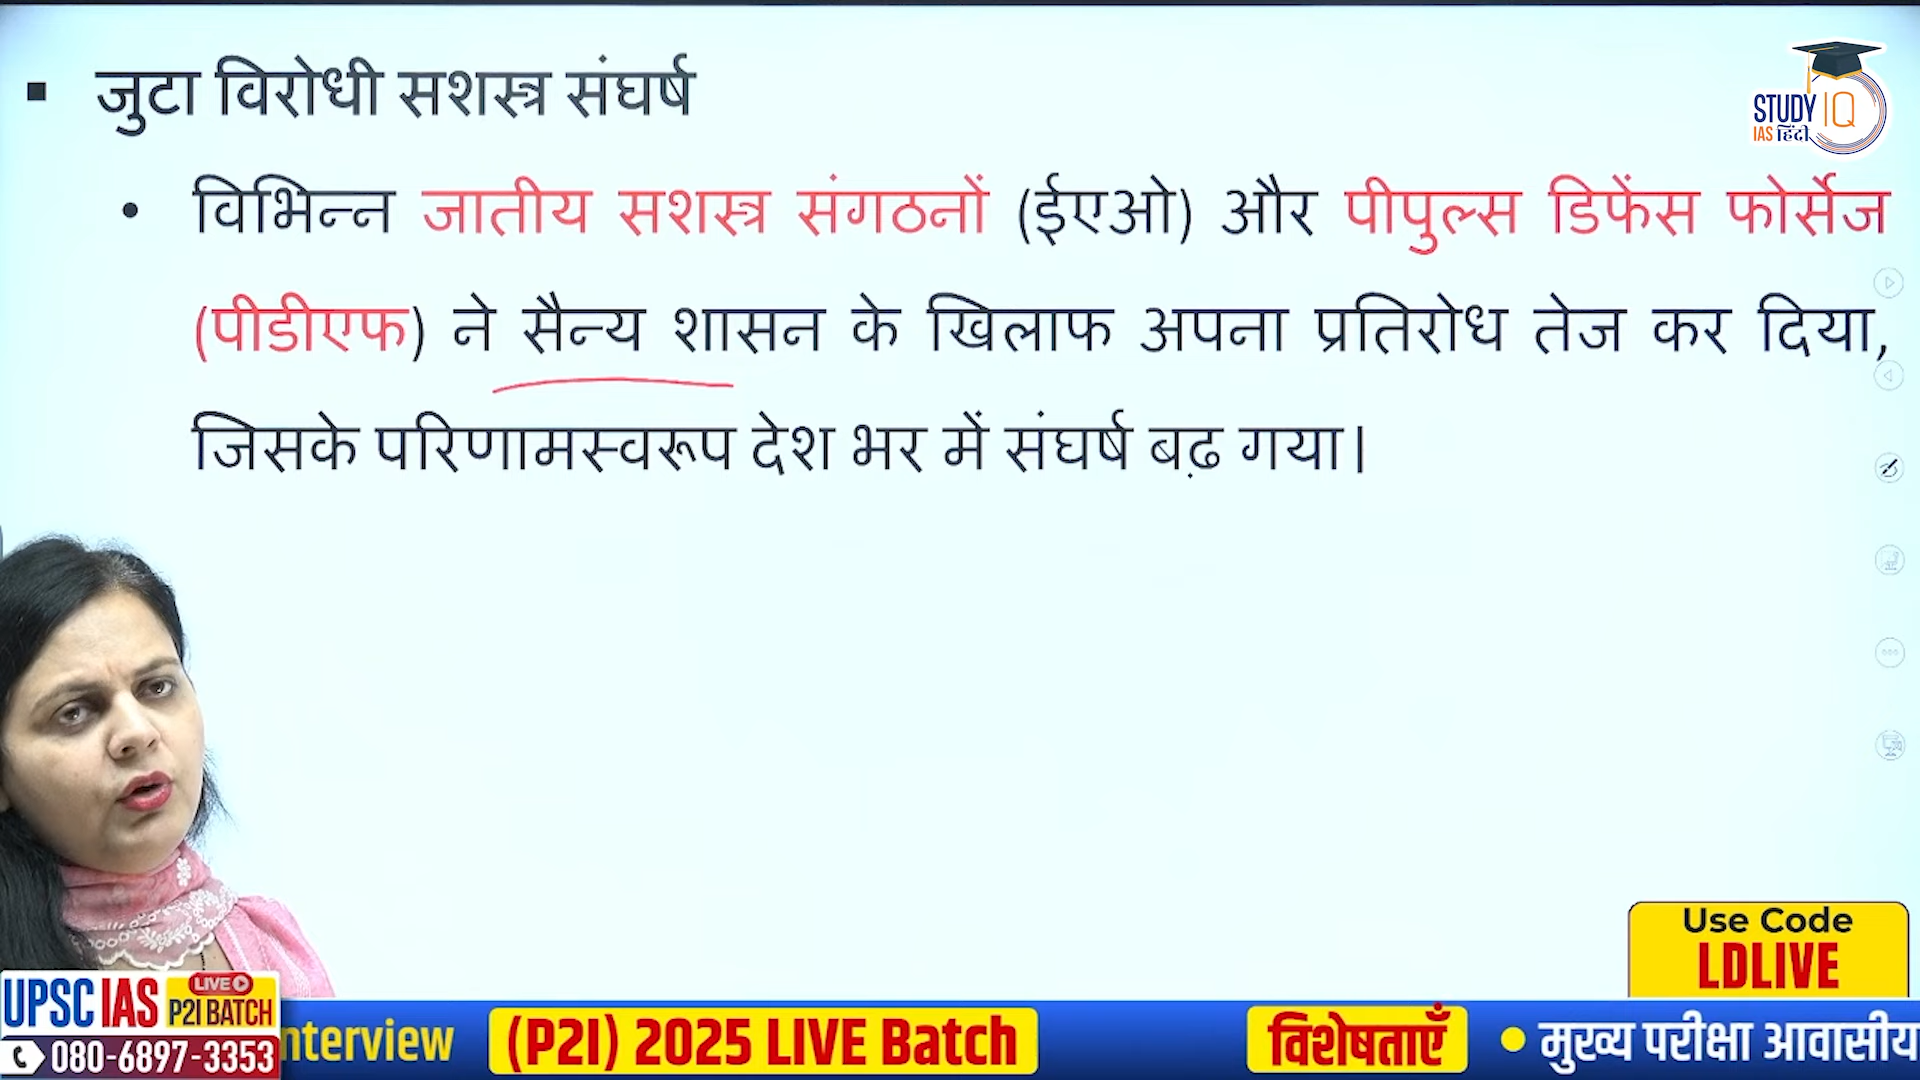 ▪ जुटा विरोधी सशस्त्र संघर्ष
STUDY IQ
IAS हिंदी
• विभिन्न जातीय सशस्त्र संगठनों (ईएओ) और पीपुल्स डिफेंस फोर्सेज
(पीडीएफ) ने सैन्य शासन के खिलाफ अपना प्रतिरोध तेज कर दिया,
जिसके परिणामस्वरूप देश भर में संघर्ष बढ़ गया।
Use Code
LDLIVE
UPSC IAS LIVE P2I BATCH
080-6897-3353
nterview (P2I) 2025 LIVE Batch विशेषताएँ • मुख्य परीक्षा आवासीय